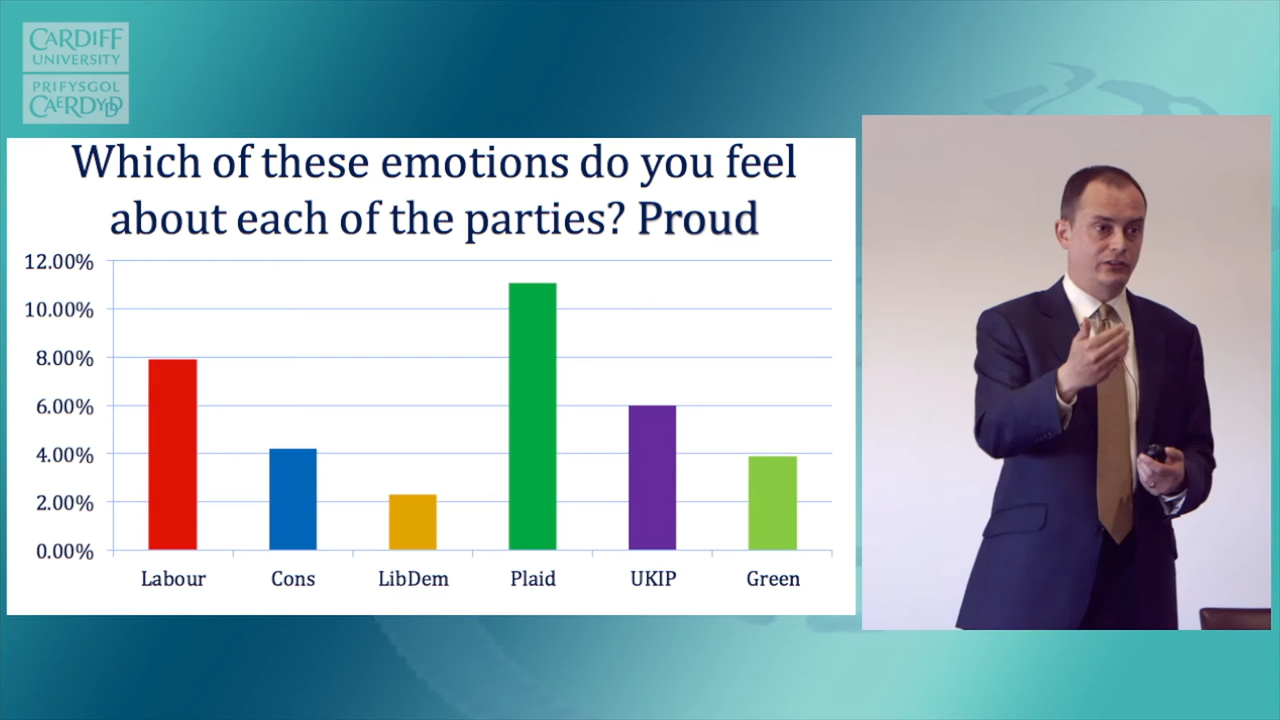 CARDIFF
UNIVERSITY
PRIFYSGOL
CAERDYDD
Which of these emotions do you feel
about each of the parties? Proud
12.00%
10.00%
8.00%
6.00%
4.00%
2.00%
0.00%
Labour Cons LibDem Plaid UKIP Green